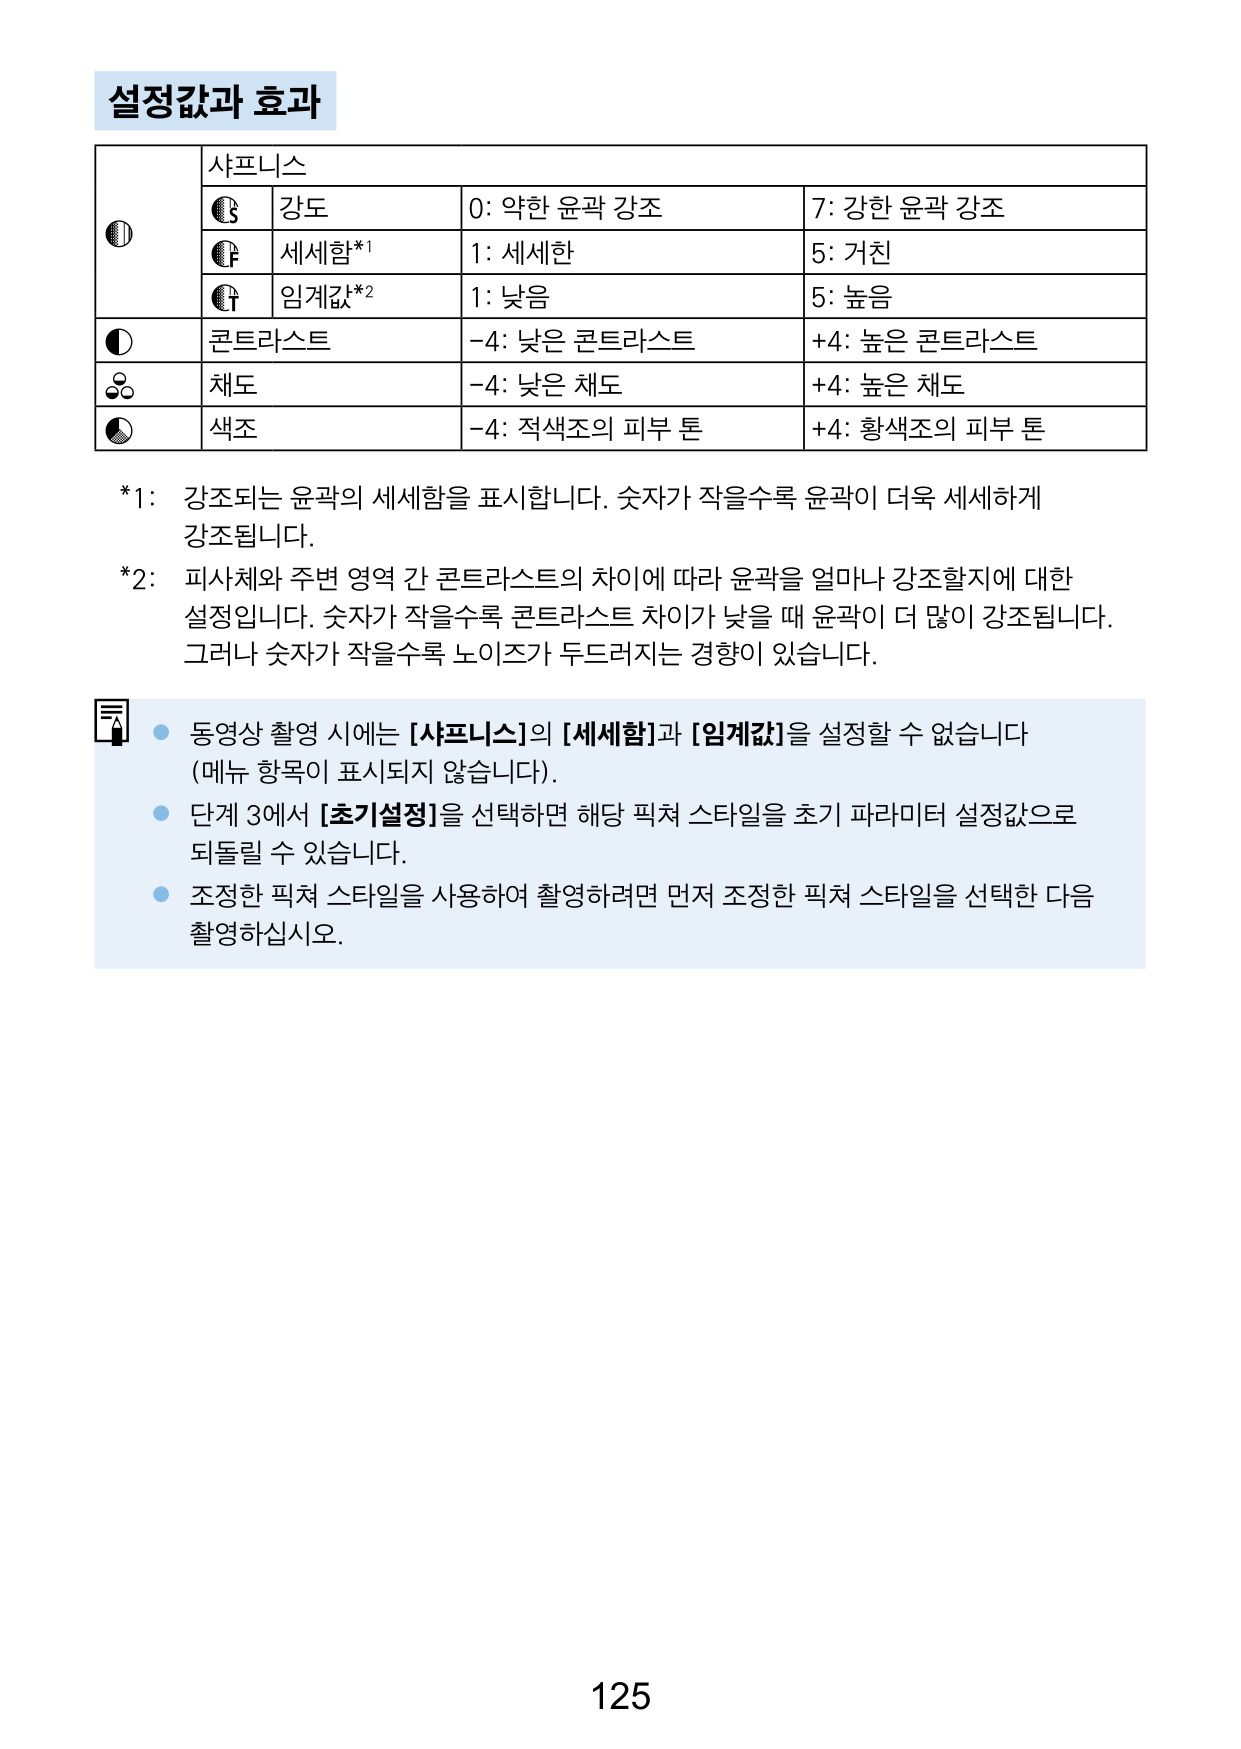 설정값과 효과
샤프니스
강도 0: 약한 윤곽 강조 7: 강한 윤곽 강조
세세함*1 1: 세세한 5: 거친
임계값*2 1: 낮음 5: 높음
콘트라스트 −4: 낮은 콘트라스트 +4: 높은 콘트라스트
채도 −4: 낮은 채도 +4: 높은 채도
색조 −4: 적색조의 피부 톤 +4: 황색조의 피부 톤
*1: 강조되는 윤곽의 세세함을 표시합니다. 숫자가 작을수록 윤곽이 더욱 세세하게
강조됩니다.
*2: 피사체와 주변 영역 간 콘트라스트의 차이에 따라 윤곽을 얼마나 강조할지에 대한
설정입니다. 숫자가 작을수록 콘트라스트 차이가 낮을 때 윤곽이 더 많이 강조됩니다.
그러나 숫자가 작을수록 노이즈가 두드러지는 경향이 있습니다.
● 동영상 촬영 시에는 [샤프니스]의 [세세함]과 [임계값]을 설정할 수 없습니다
(메뉴 항목이 표시되지 않습니다).
● 단계 3에서 [초기설정]을 선택하면 해당 픽쳐 스타일을 초기 파라미터 설정값으로
되돌릴 수 있습니다.
● 조정한 픽쳐 스타일을 사용하여 촬영하려면 먼저 조정한 픽쳐 스타일을 선택한 다음
촬영하십시오.
125